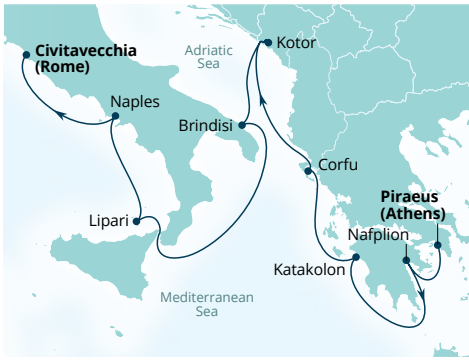 Adriatic
Sea
Kotor
Civitavecchia
(Rome)
Naples
Brindisi
Corfu
Piraeus
(Athens)
Lipari
Nafplion
Katakolon
Mediterranean
Sea